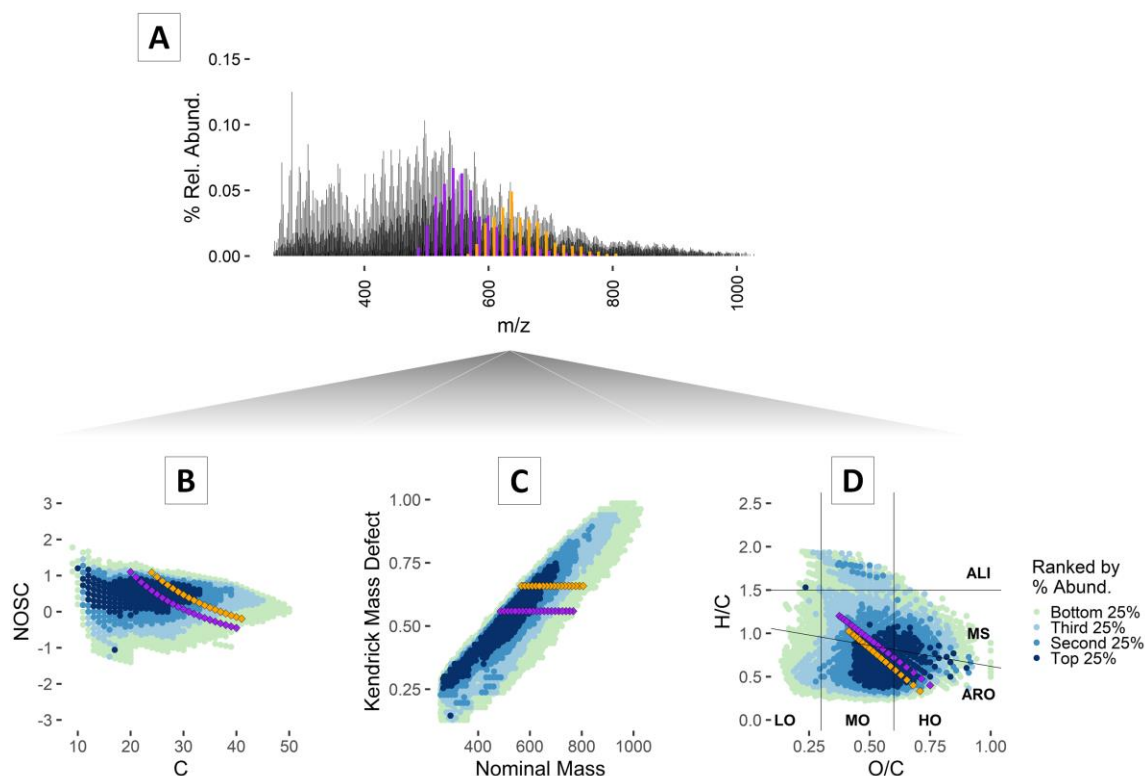 A
% Rel. Abund.
0.15
0.10
0.05
0.00
400
600
800
1000
m/z
B
NOSC
3
2
1
0
-1
-2
-3
10
20
30
40
50
C
C
Kendrick Mass Defect
1.00
0.75
0.50
0.25
400
600
800
1000
Nominal Mass
D
H/C
2.5
2.0
1.5
1.0
0.5
0.0
ALI
MS
ARO
LO
MO
HO
0.25
0.50
0.75
1.00
O/C
Ranked by
% Abund.
Bottom 25%
Third 25%
Second 25%
Top 25%